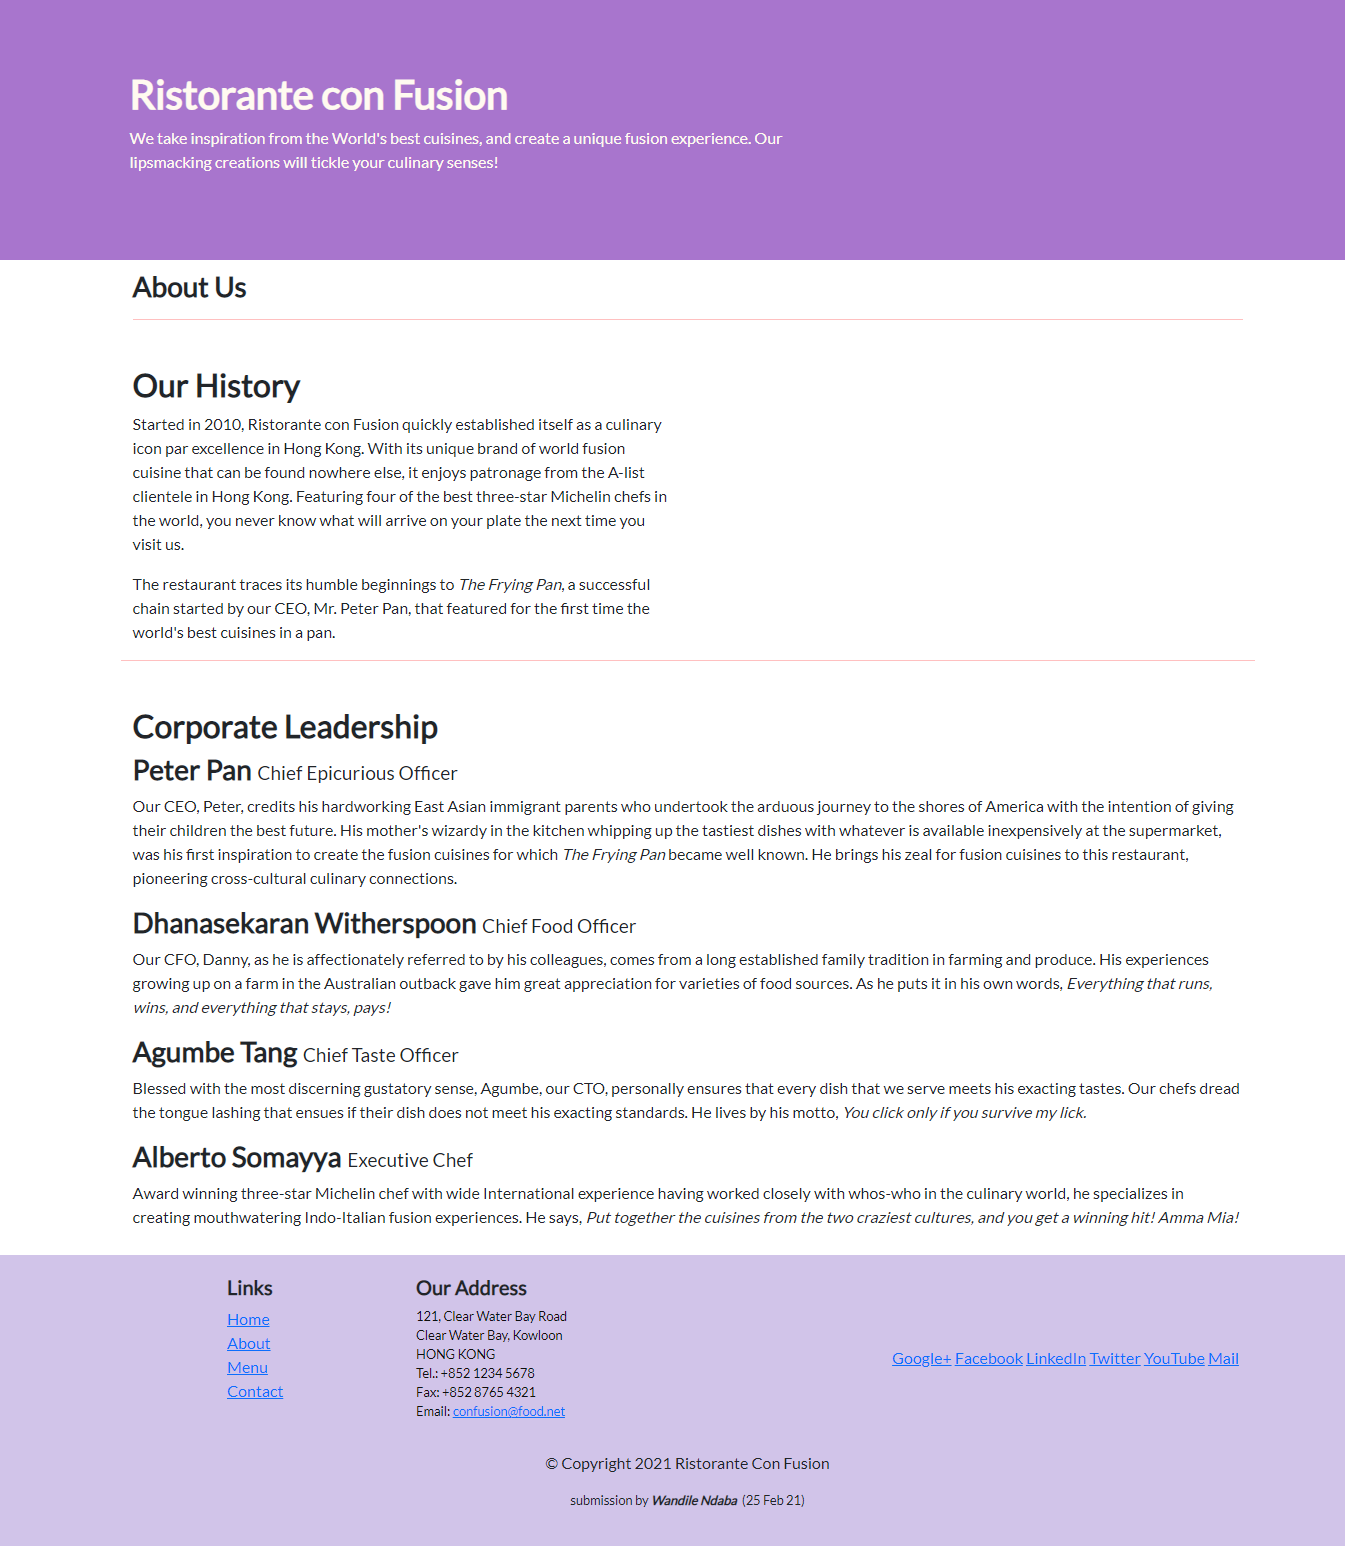 Ristorante con Fusion
We take inspiration from the World's best cuisines, and create a unique fusion experience. Our
lipsmacking creations will tickle your culinary senses!
About Us
Our History
Started in 2010, Ristorante con Fusion quickly established itself as a culinary
icon par excellence in Hong Kong. With its unique brand of world fusion
cuisine that can be found nowhere else, it enjoys patronage from the A-list
clientele in Hong Kong. Featuring four of the best three-star Michelin chefs in
the world, you never know what will arrive on your plate the next time you
visit us.
The restaurant traces its humble beginnings to The Frying Pan, a successful
chain started by our CEO, Mr. Peter Pan, that featured for the first time the
world's best cuisines in a pan.
Corporate Leadership
Peter Pan Chief Epicurious Officer
Our CEO, Peter, credits his hardworking East Asian immigrant parents who undertook the arduous journey to the shores of America with the intention of giving
their children the best future. His mother's wizardy in the kitchen whipping up the tastiest dishes with whatever is available inexpensively at the supermarket,
was his first inspiration to create the fusion cuisines for which The Frying Pan became well known. He brings his zeal for fusion cuisines to this restaurant,
pioneering cross-cultural culinary connections.
Dhanasekaran Witherspoon Chief Food Officer
Our CFO, Danny, as he is affectionately referred to by his colleagues, comes from a long established family tradition in farming and produce. His experiences
growing up on a farm in the Australian outback gave him great appreciation for varieties of food sources. As he puts it in his own words, Everything that runs,
wins, and everything that stays, pays!
Agumbe Tang Chief Taste Officer
Blessed with the most discerning gustatory sense, Agumbe, our CTO, personally ensures that every dish that we serve meets his exacting tastes. Our chefs dread
the tongue lashing that ensues if their dish does not meet his exacting standards. He lives by his motto, You click only if you survive my lick.
Alberto Somayya Executive Chef
Award winning three-star Michelin chef with wide International experience having worked closely with whos-who in the culinary world, he specializes in
creating mouthwatering Indo-Italian fusion experiences. He says, Put together the cuisines from the two craziest cultures, and you get a winning hit! Amma Mia!
Links
Home
About
Menu
Contact
Our Address
121, Clear Water Bay Road
Clear Water Bay, Kowloon
HONG KONG
Tel.: +852 1234 5678
Fax: +852 8765 4321
Email: confusion@food.net
Google+ Facebook LinkedIn Twitter YouTube Mail
© Copyright 2021 Ristorante Con Fusion
submission by Wandile Ndaba (25 Feb 21)